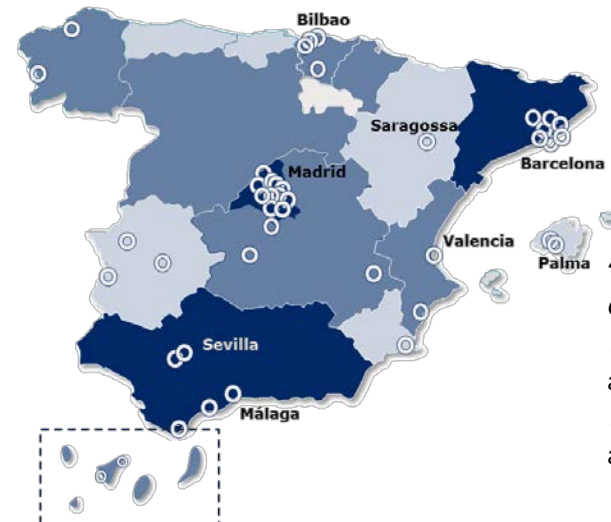 Bilbao
Saragossa
Madrid
Barcelona
Valencia
Palma
Sevilla
Málaga
a
a